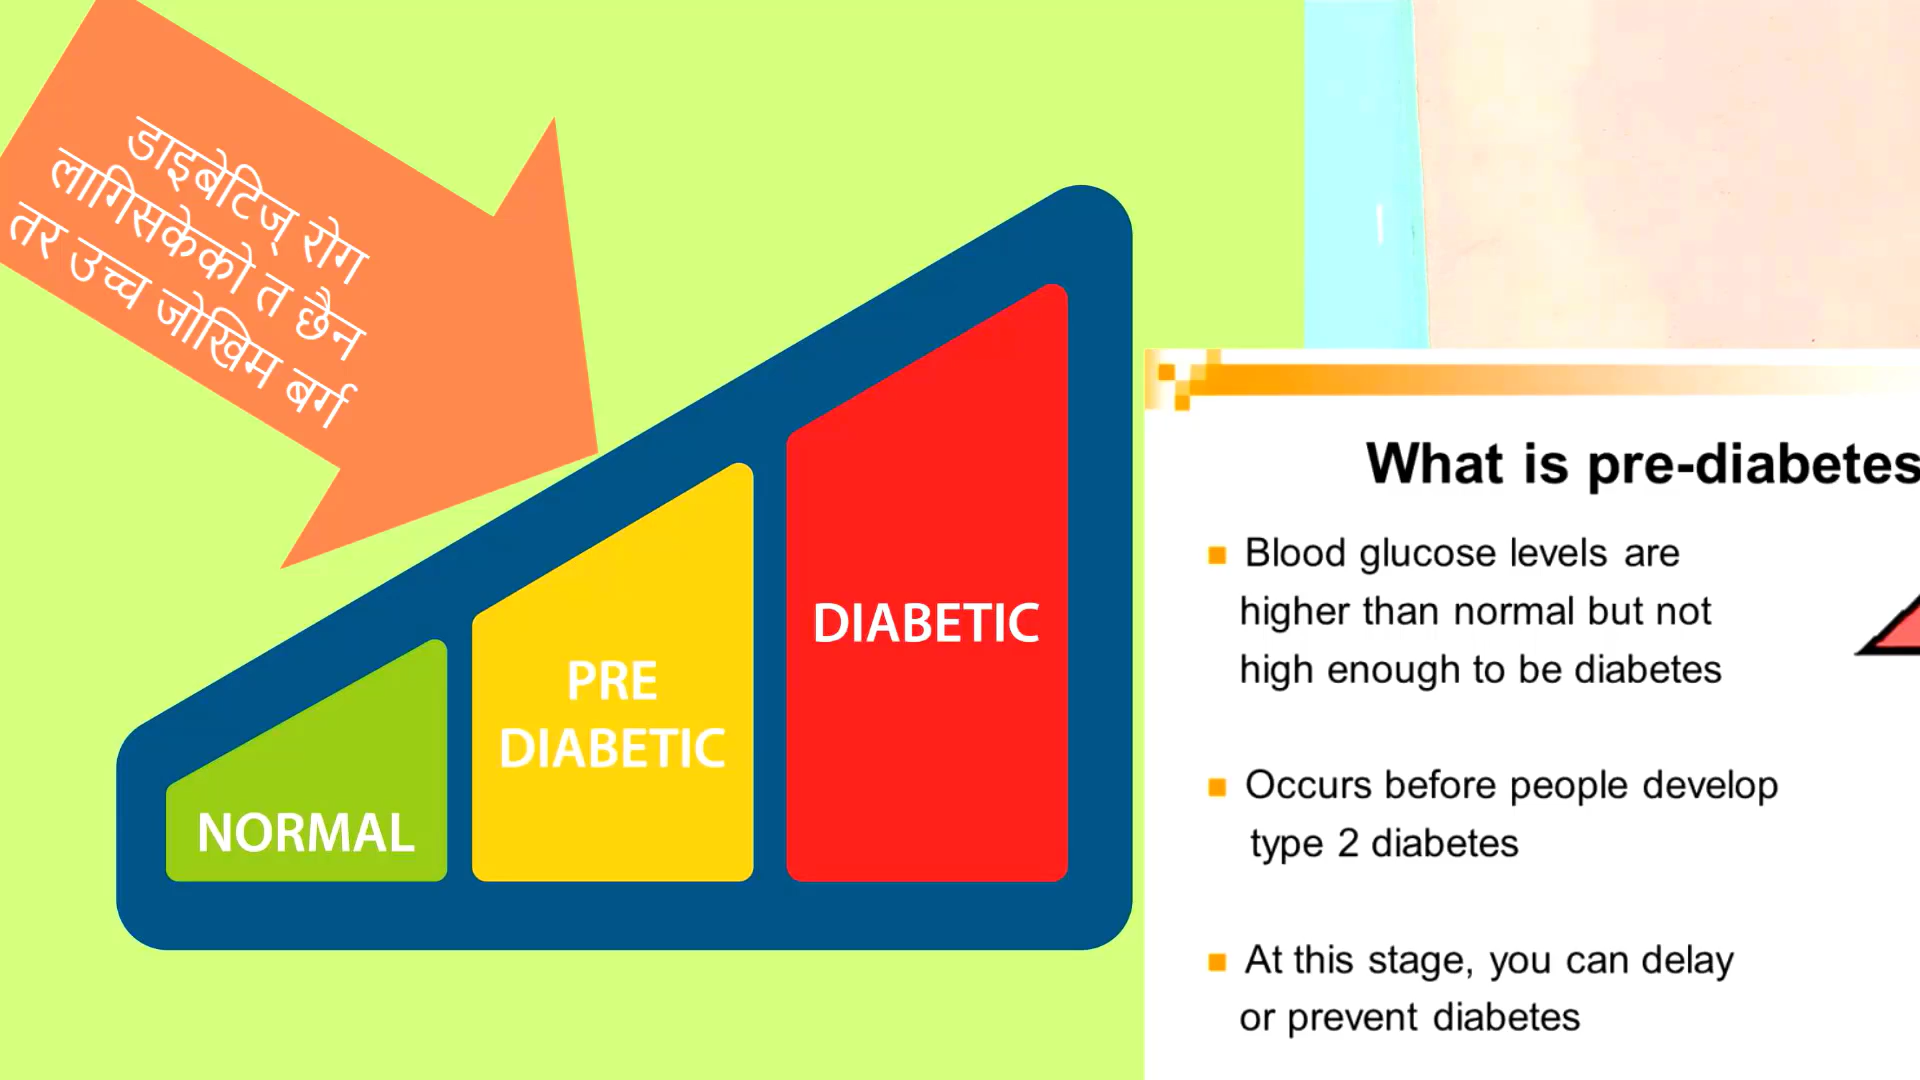 डाइबेटिज् रोग
लागिसकेको त छैन
तर उच्च जोखिम बर्ग
NORMAL
PRE
DIABETIC
DIABETIC
What is pre-diabetes
Blood glucose levels are
higher than normal but not
high enough to be diabetes
Occurs before people develop
type 2 diabetes
At this stage, you can delay
or prevent diabetes